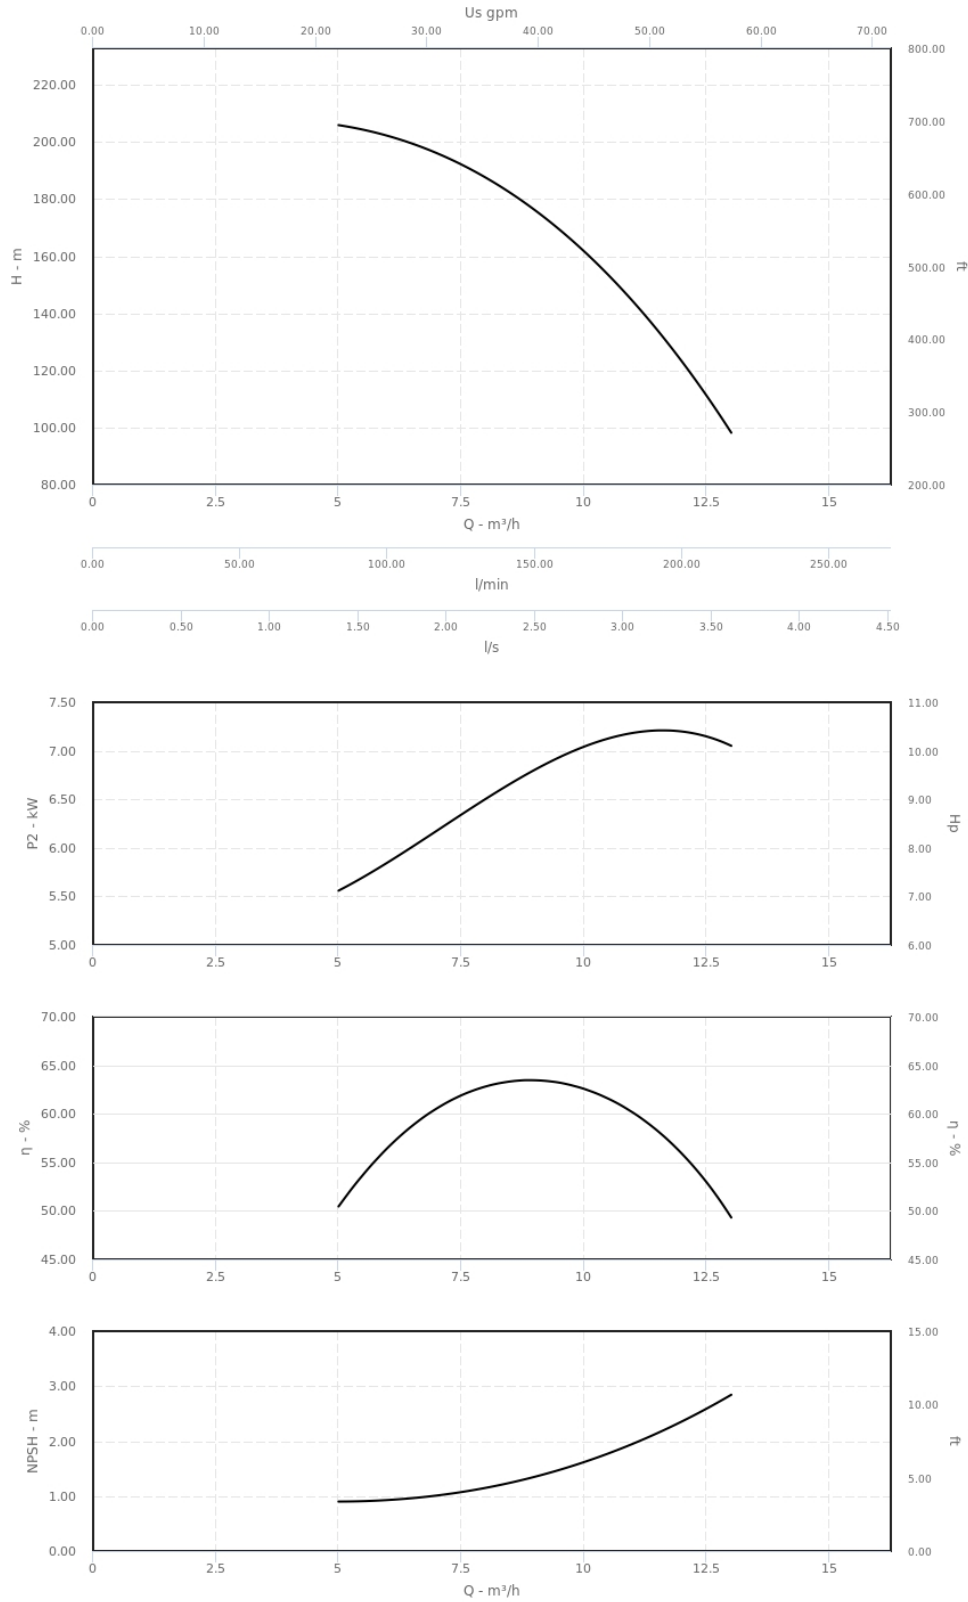 Us gpm
0.00 10.00 20.00 30.00 40.00 50.00 60.00 70.00
800.00
220.00
700.00
200.00
600.00
180.00
H - m
160.00
500.00
ft
140.00
400.00
120.00
300.00
100.00
80.00
200.00
0 2.5 5 7.5 10 12.5 15
Q - m³/h
0.00 50.00 100.00 150.00 200.00 250.00
l/min
0.00 0.50 1.00 1.50 2.00 2.50 3.00 3.50 4.00 4.50
l/s
7.50 11.00
7.00 10.00
6.50 9.00
P2 - kW
Hp
6.00 8.00
5.50 7.00
5.00 6.00
0 2.5 5 7.5 10 12.5 15
70.00 70.00
65.00 65.00
60.00 60.00
η - %
η - %
55.00 55.00
50.00 50.00
45.00 45.00
0 2.5 5 7.5 10 12.5 15
4.00 15.00
3.00
10.00
NPSH - m
2.00
ft
5.00
1.00
0.00 0.00
0 2.5 5 7.5 10 12.5 15
Q - m³/h